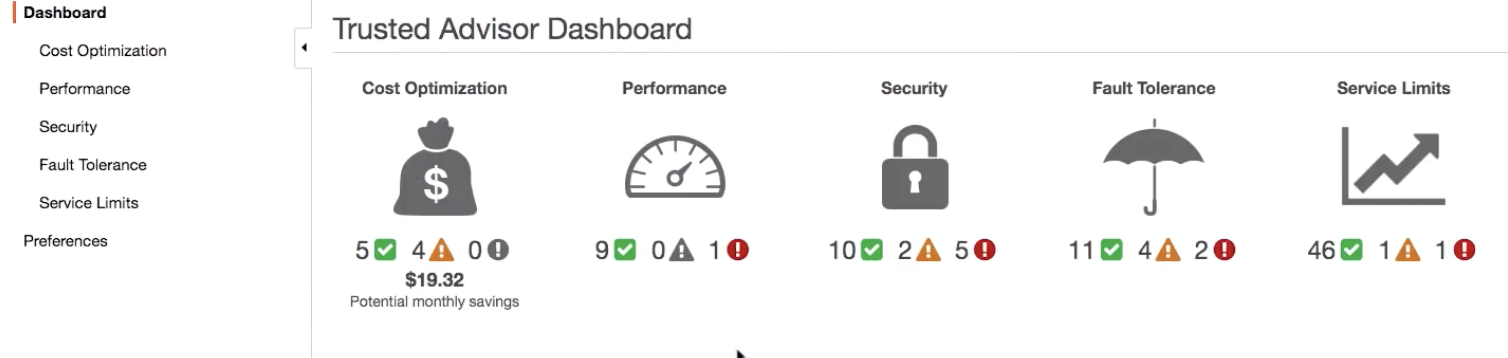 Dashboard
Cost Optimization
Performance
Security
Fault Tolerance
Service Limits
Preferences
Trusted Advisor Dashboard
Cost Optimization
$
5 4 0
$19.32
Potential monthly savings
Performance
9 0 1
Security
10 2 5
Fault Tolerance
11 4 2
Service Limits
46 1 1